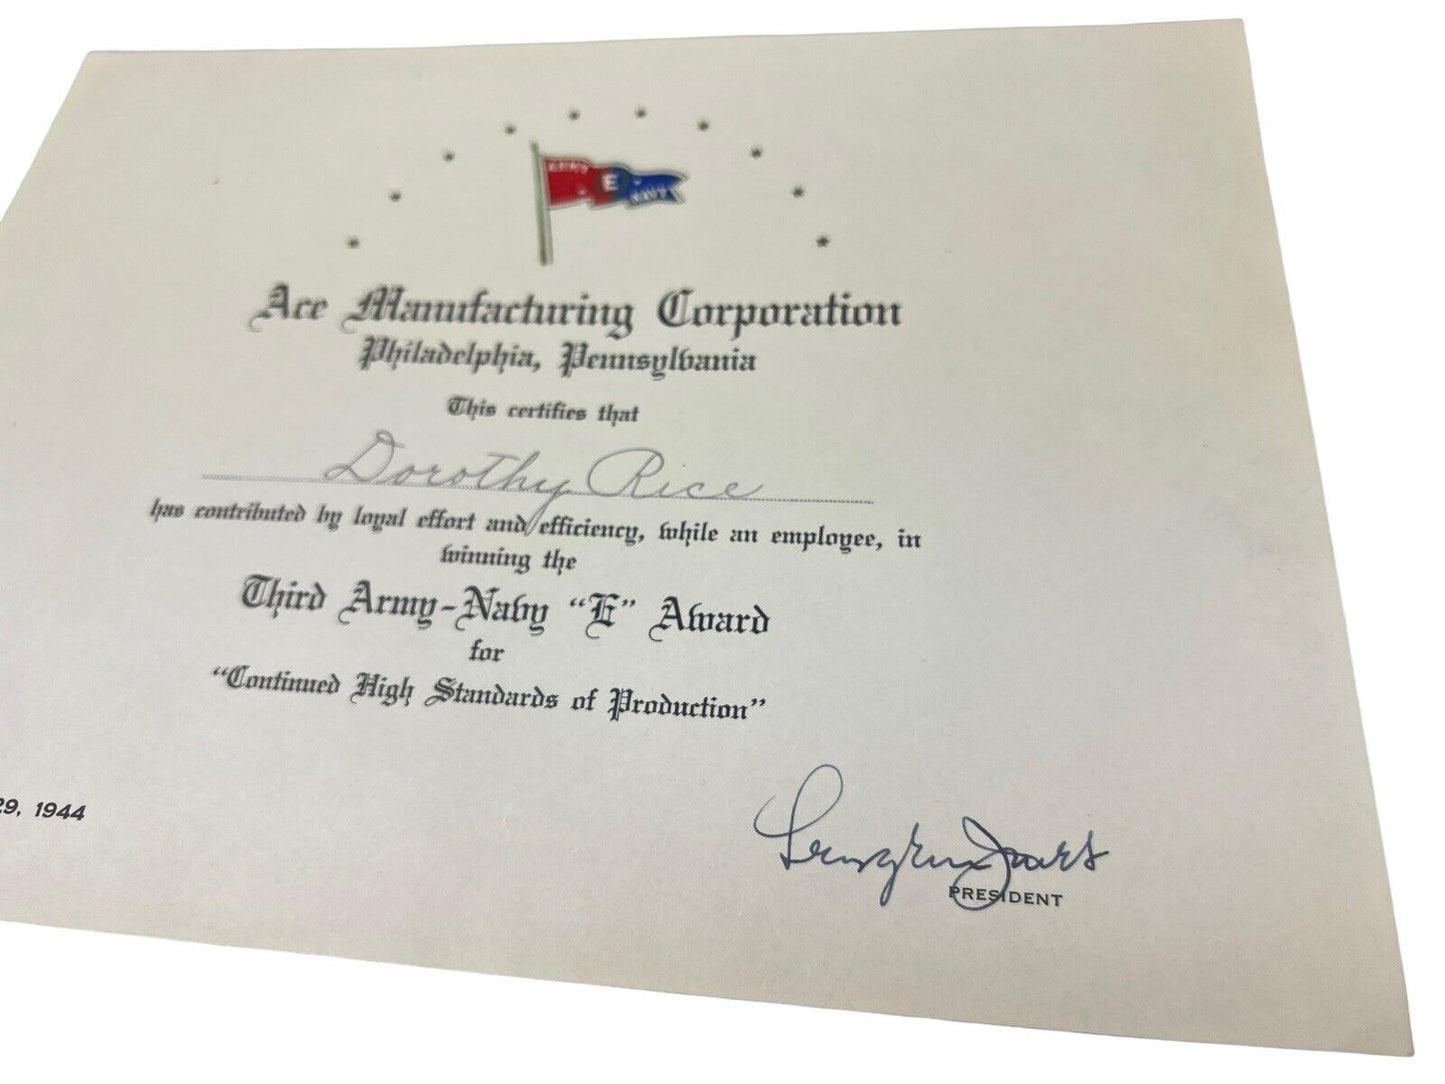 ARMY E NAVY
Ace Manufacturing Corporation
Philadelphia, Pennsylvania
This certifies that
Dorothy Rice
has contributed by loyal effort and efficiency, while an employee, in
winning the
Third Army-Navy “E” Award
for
“Continued High Standards of Production”
29, 1944
PRESIDENT